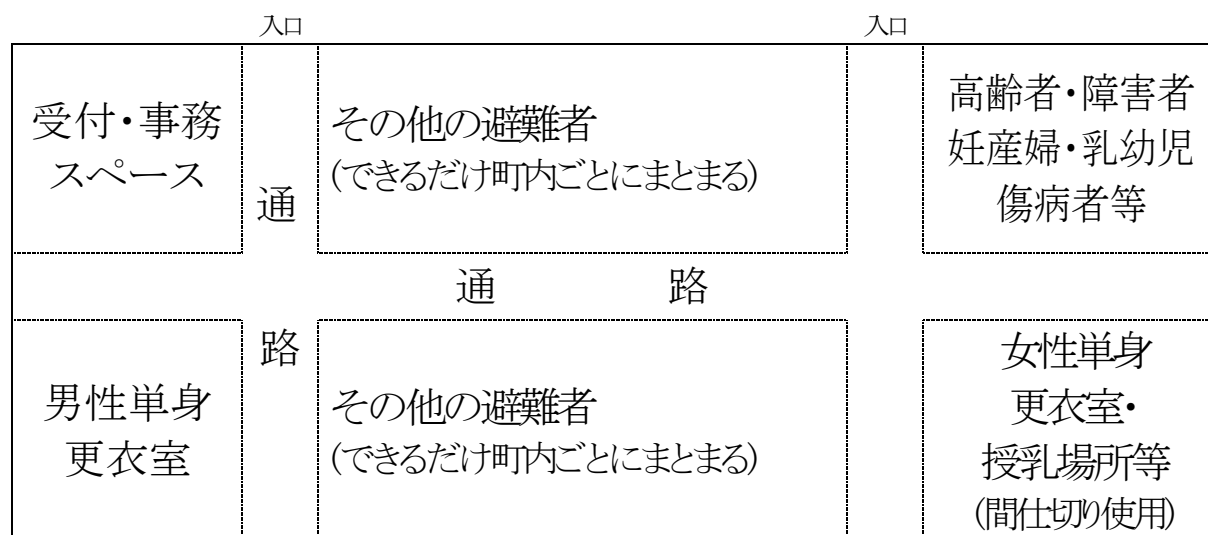 入口
入口
受付・事務
スペース
通
その他の避難者
(できるだけ町内ごとにまとまる)
高齢者・障害者
妊産婦・乳幼児
傷病者等
通 路
路
男性単身
更衣室
その他の避難者
(できるだけ町内ごとにまとまる)
女性単身
更衣室・
授乳場所等
(間仕切り使用)